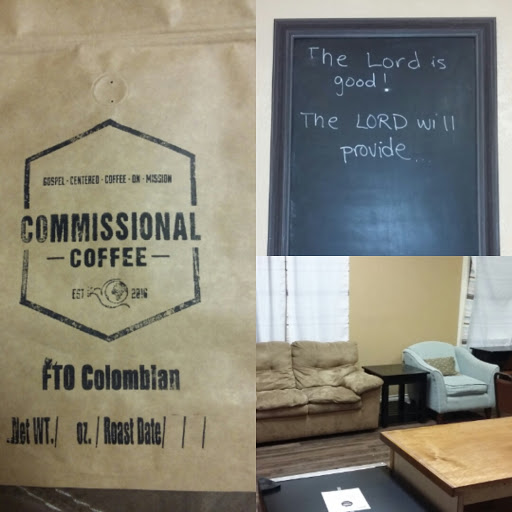 GOSPEL-CENTERED-COFFEE-ON-MISSION
COMMISSIONAL
COFFEE
EST 2016
FTO Colombian
Net WT./ oz./ Roast Date/ / /
The Lord is
good!
The LORD will
provide...